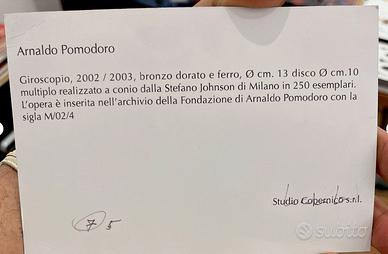 Arnaldo Pomodoro
Giroscopio, 2002 / 2003, bronzo dorato e ferro, Ø cm. 13 disco Ø cm.10
multiplo realizzato a conio dalla Stefano Johnson di Milano in 250 esemplari.
L'opera è inserita nell'archivio della Fondazione di Arnaldo Pomodoro con la
sigla M/02/4
Studio Copernico s.r.l.
7 5
subito